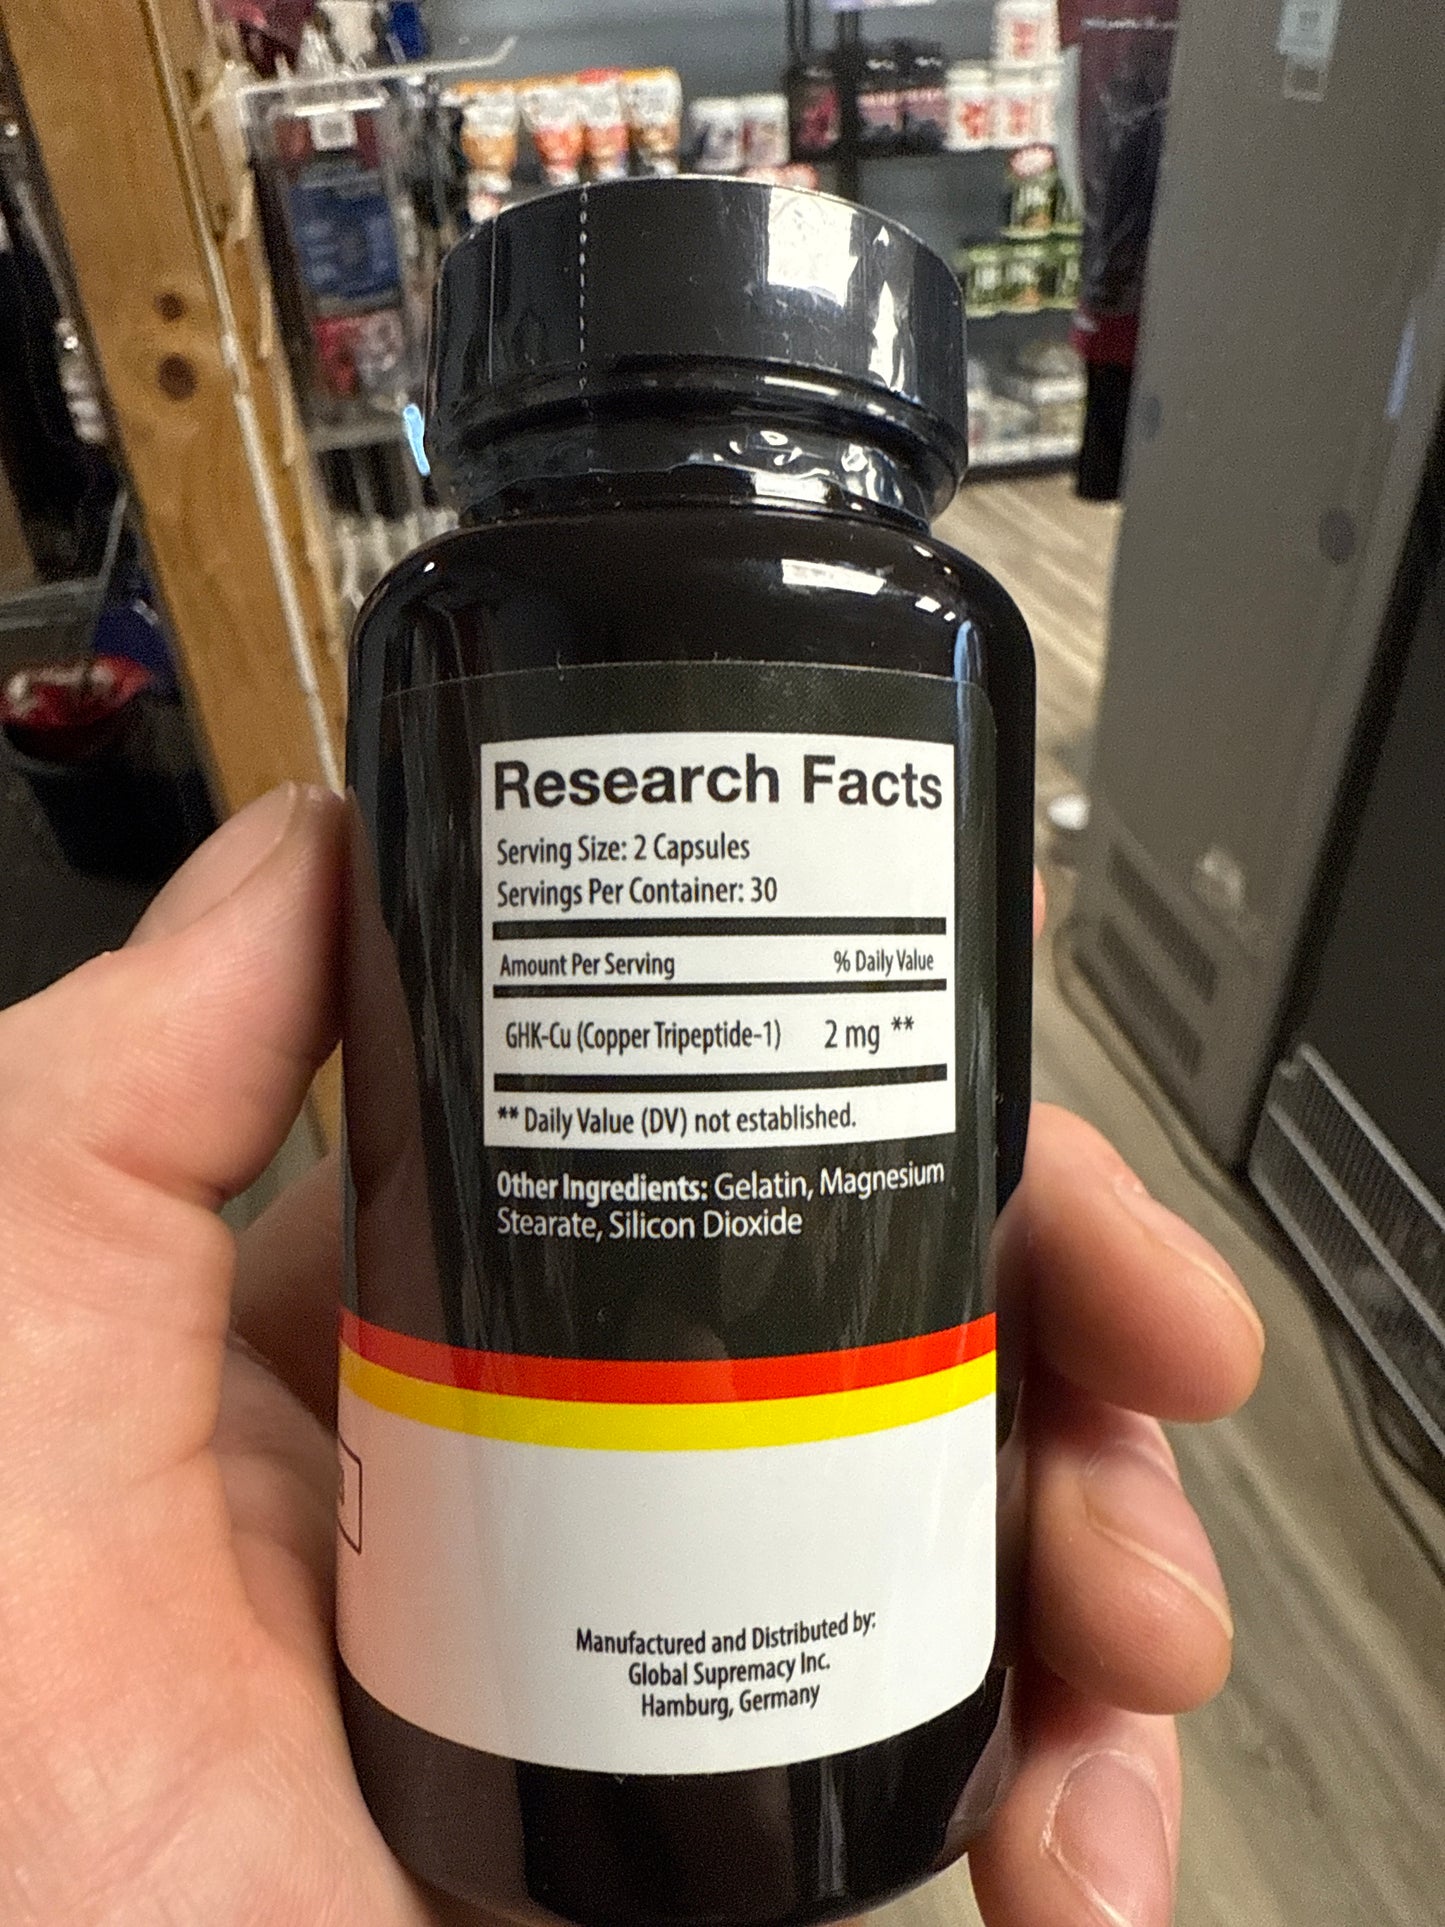 Research Facts
Serving Size: 2 Capsules
Servings Per Container: 30
Amount Per Serving % Daily Value
GHK-Cu (Copper Tripeptide-1) 2 mg **
** Daily Value (DV) not established.
Other Ingredients: Gelatin, Magnesium
Stearate, Silicon Dioxide
Manufactured and Distributed by:
Global Supremacy Inc.
Hamburg, Germany